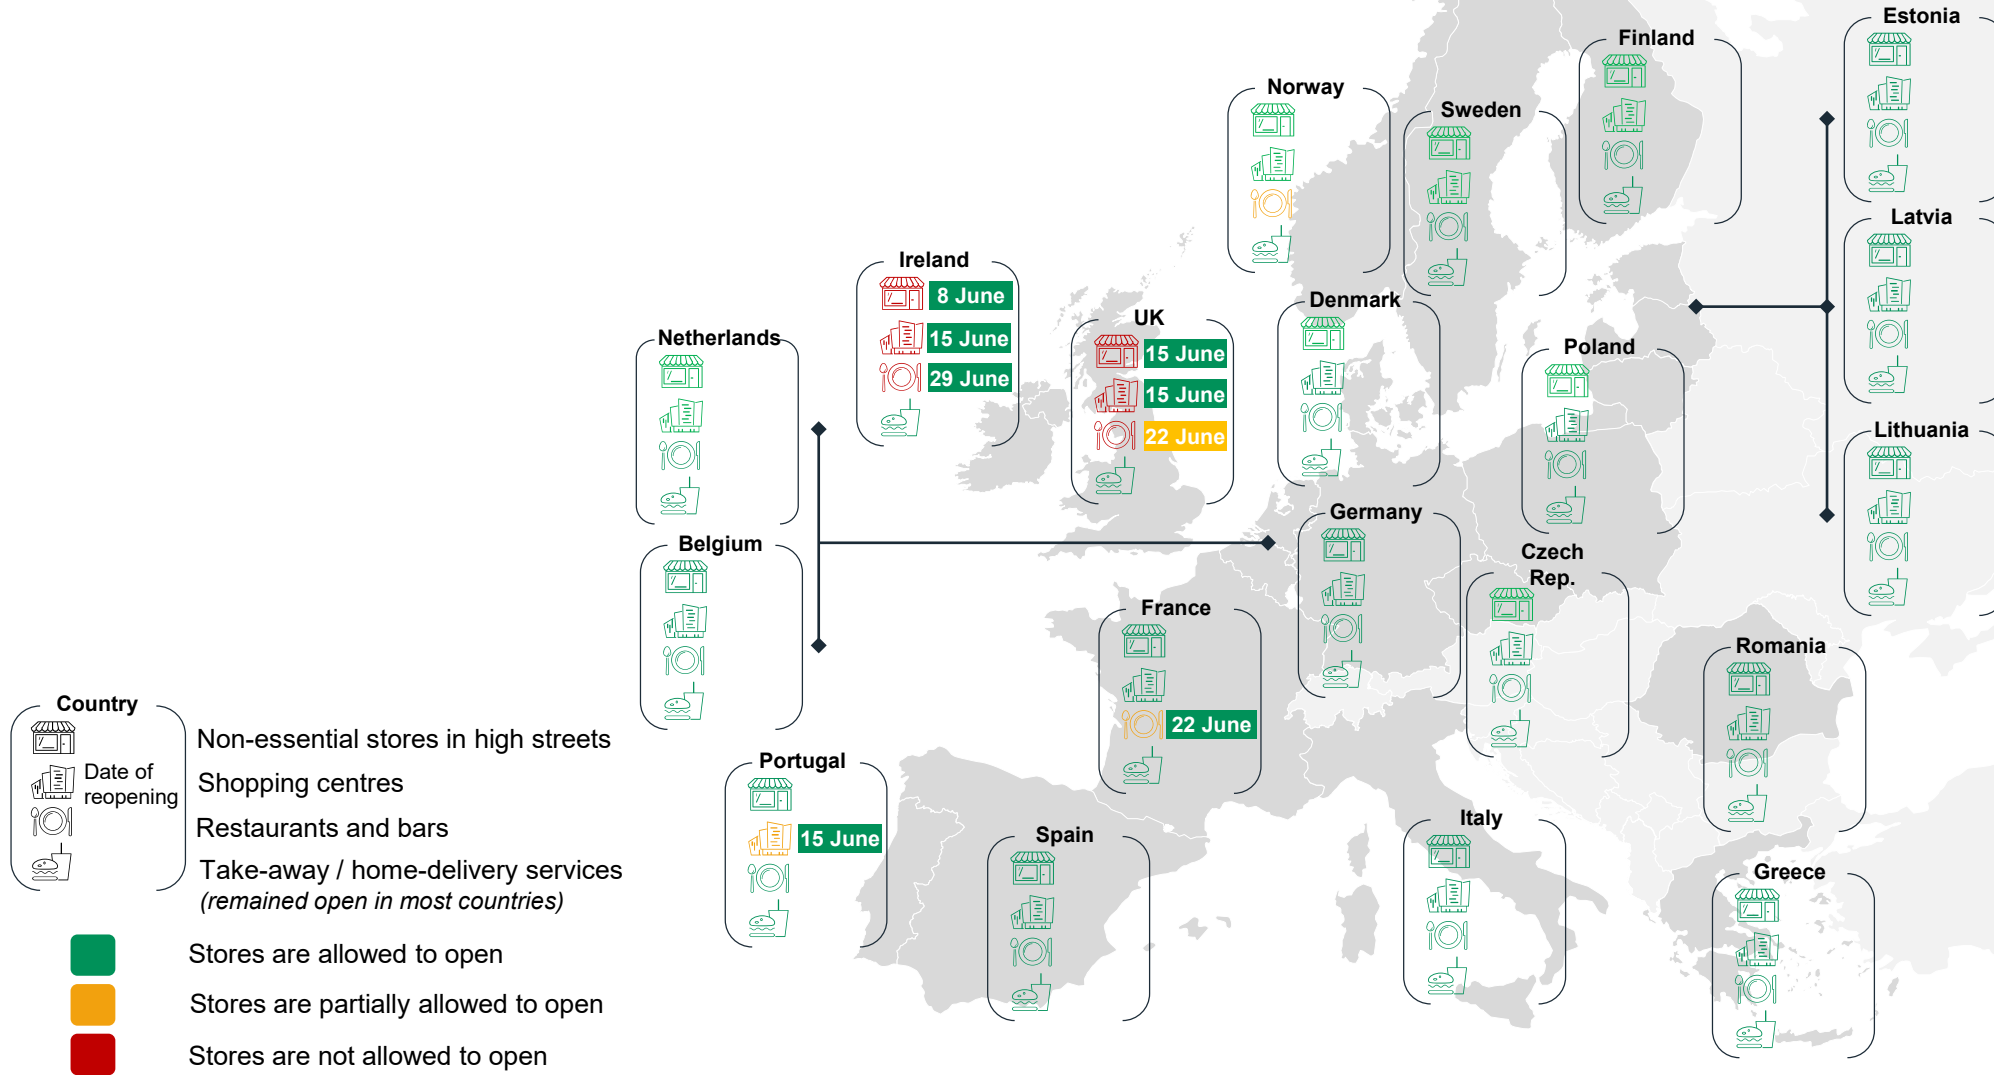 Estonia
Finland
Norway
Sweden
Latvia
Ireland
8 June
15 June
29 June
Denmark
UK
15 June
15 June
22 June
Netherlands
Poland
Lithuania
Germany
Belgium
Czech
Rep.
France
22 June
Romania
Country
Date of
reopening
Non-essential stores in high streets
Shopping centres
Restaurants and bars
Take-away / home-delivery services
(remained open in most countries)
Portugal
15 June
Spain
Italy
Greece
Stores are allowed to open
Stores are partially allowed to open
Stores are not allowed to open